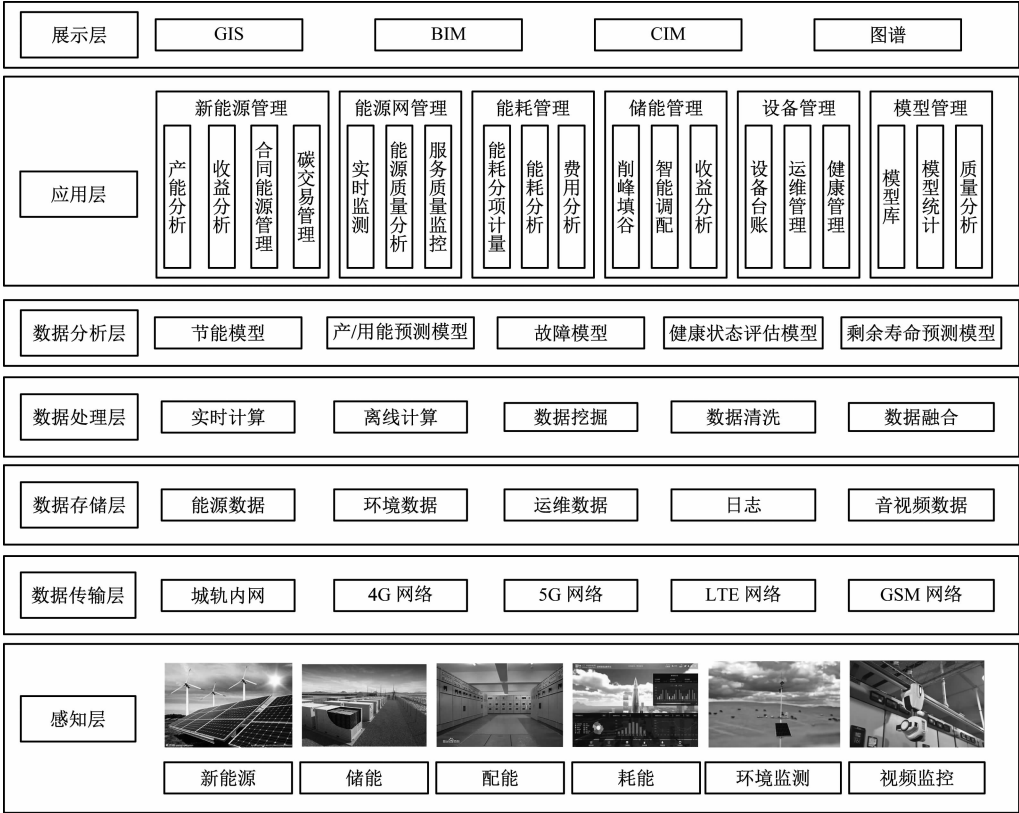 展示层
GIS
BIM
CIM
图谱
应用层
新能源管理
产能分析
收益分析
合同能源管理
碳交易管理
能源网管理
实时监测
能源质量分析
服务质量监控
能耗管理
能耗分项计量
能耗分析
费用分析
储能管理
削峰填谷
智能调配
收益分析
设备管理
设备台账
运维管理
健康管理
模型管理
模型库
模型统计
质量分析
数据分析层
节能模型
产/用能预测模型
故障模型
健康状态评估模型
剩余寿命预测模型
数据处理层
实时计算
离线计算
数据挖掘
数据清洗
数据融合
数据存储层
能源数据
环境数据
运维数据
日志
音视频数据
数据传输层
城轨内网
4G 网络
5G 网络
LTE 网络
GSM 网络
感知层
新能源
储能
配能
耗能
环境监测
视频监控